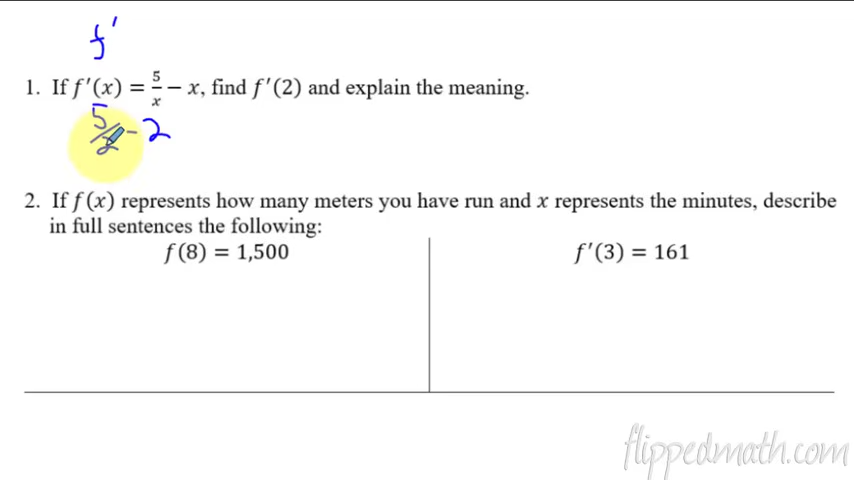 f'
1. If f'(x) = 5/x − x, find f'(2) and explain the meaning.
5/2 - 2
2. If f(x) represents how many meters you have run and x represents the minutes, describe
in full sentences the following:
f(8) = 1,500
f'(3) = 161
flippedmath.com